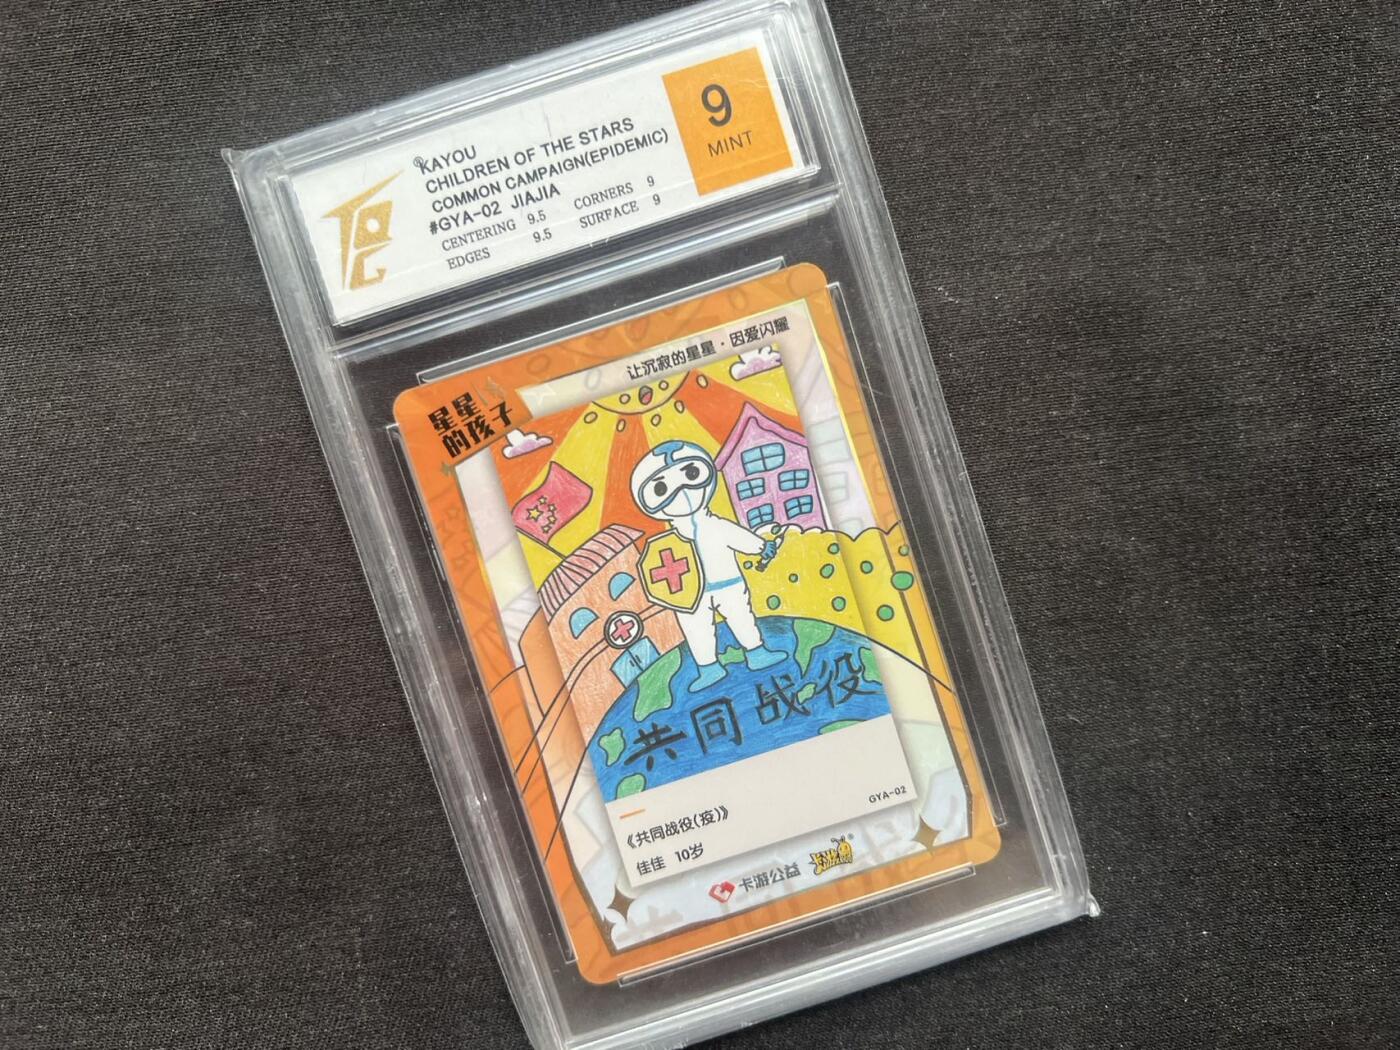 ©KAYOU
CHILDREN OF THE STARS
COMMON CAMPAIGN(EPIDEMIC)
#GYA-02 JIAJIA
CENTERING 9.5 CORNERS 9
EDGES 9.5 SURFACE 9
9
MINT
让沉寂的星星·因爱闪耀
星星
的孩子
共同战役
GYA-02
《共同战役(疫)》
佳佳 10岁
卡游公益
卡游